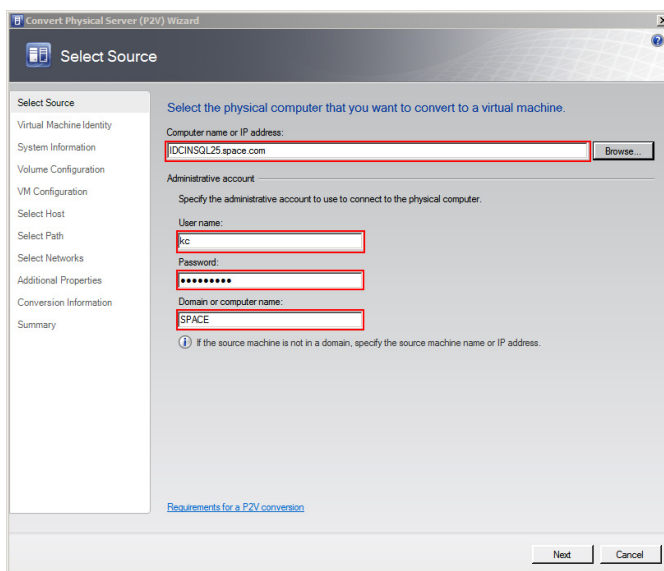 Convert Physical Server (P2V) Wizard
Select Source
Select Source
Virtual Machine Identity
System Information
Volume Configuration
VM Configuration
Select Host
Select Path
Select Networks
Additional Properties
Conversion Information
Summary
Select the physical computer that you want to convert to a virtual machine.
Computer name or IP address:
IDCINSQL25.space.com
Browse...
Administrative account
Specify the administrative account to use to connect to the physical computer.
User name:
kc
Password:
•••••••••
Domain or computer name:
SPACE
If the source machine is not in a domain, specify the source machine name or IP address.
Requirements for a P2V conversion
Next
Cancel